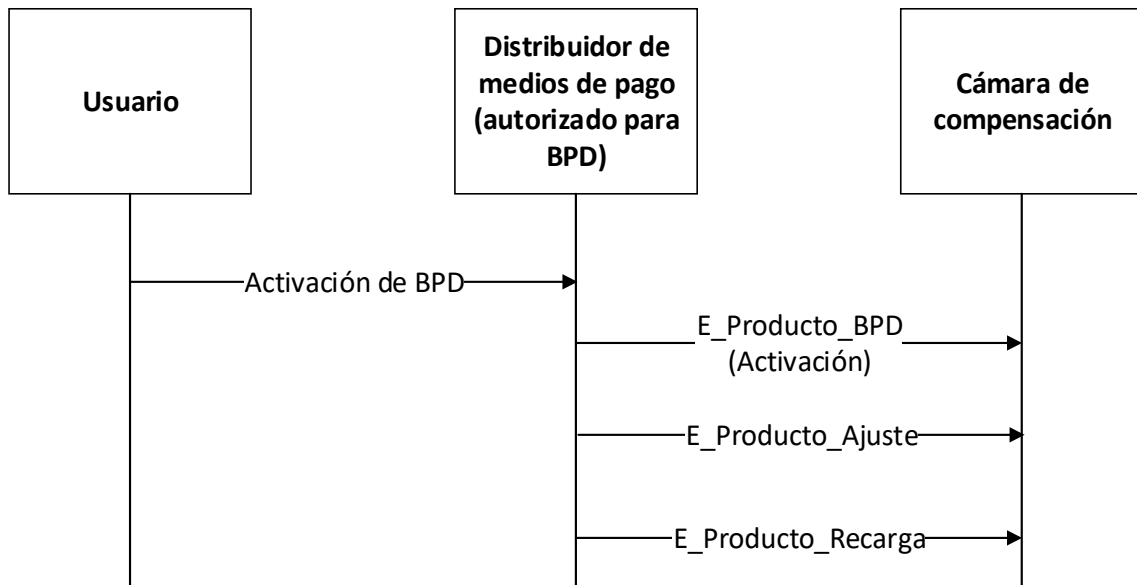 Usuario
Distribuidor de
medios de pago
(autorizado para
BPD)
Cámara de
compensación
Activación de BPD
E_Producto_BPD
(Activación)
E_Producto_Ajuste
E_Producto_Recarga